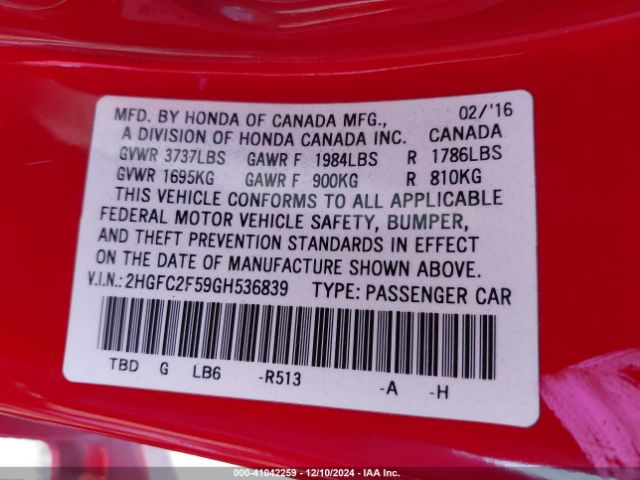 MFD. BY HONDA OF CANADA MFG., 02/'16
A DIVISION OF HONDA CANADA INC. CANADA
GVWR 3737LBS GAWR F 1984LBS R 1786LBS
GVWR 1695KG GAWR F 900KG R 810KG
THIS VEHICLE CONFORMS TO ALL APPLICABLE
FEDERAL MOTOR VEHICLE SAFETY, BUMPER,
AND THEFT PREVENTION STANDARDS IN EFFECT
ON THE DATE OF MANUFACTURE SHOWN ABOVE.
V.I.N.: 2HGFC2F59GH536839 TYPE: PASSENGER CAR
TBD G LB6 -R513 -A -H
000-41042259 - 12/10/2024 - IAA Inc.